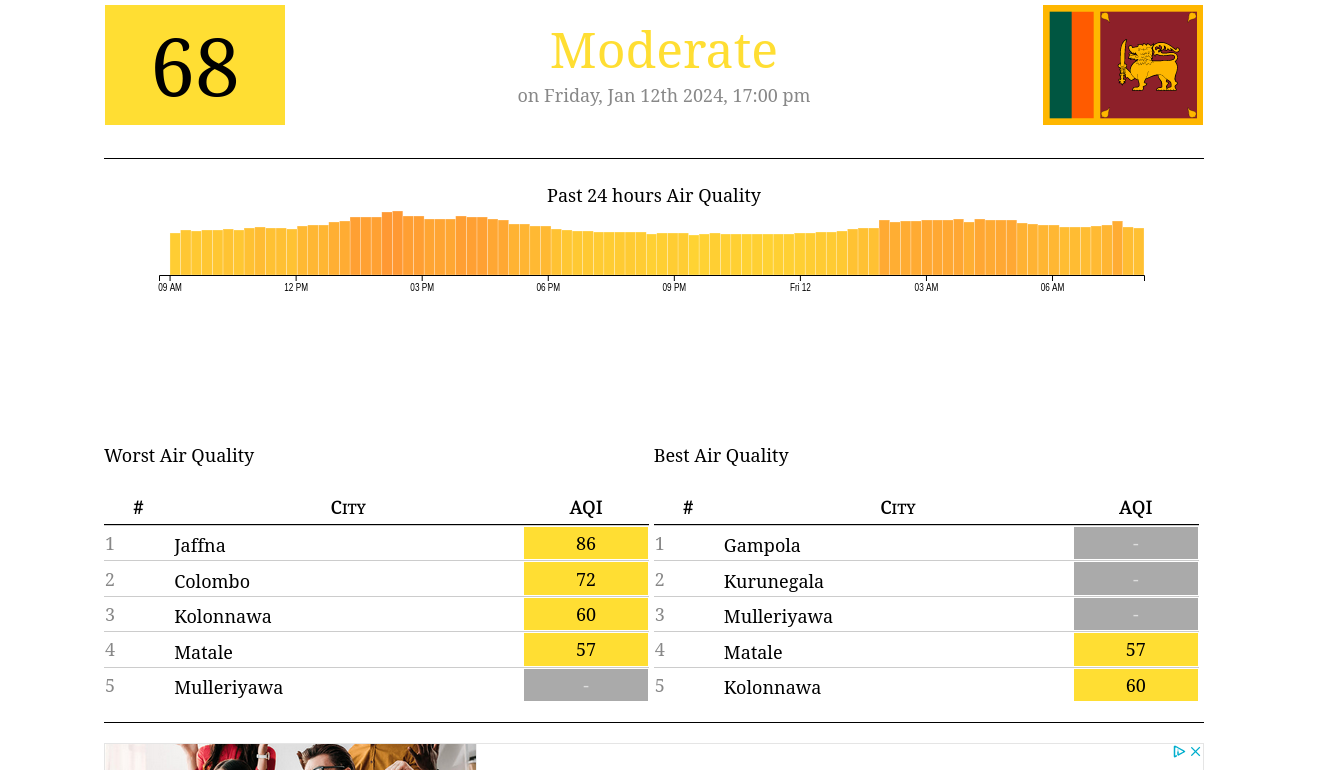 68
Moderate
on Friday, Jan 12th 2024, 17:00 pm
Past 24 hours Air Quality
09 AM 12 PM 03 PM 06 PM 09 PM Fri 12 03 AM 06 AM
Worst Air Quality
# City AQI
1 Jaffna 86
2 Colombo 72
3 Kolonnawa 60
4 Matale 57
5 Mulleriyawa -
Best Air Quality
# City AQI
1 Gampola -
2 Kurunegala -
3 Mulleriyawa -
4 Matale 57
5 Kolonnawa 60